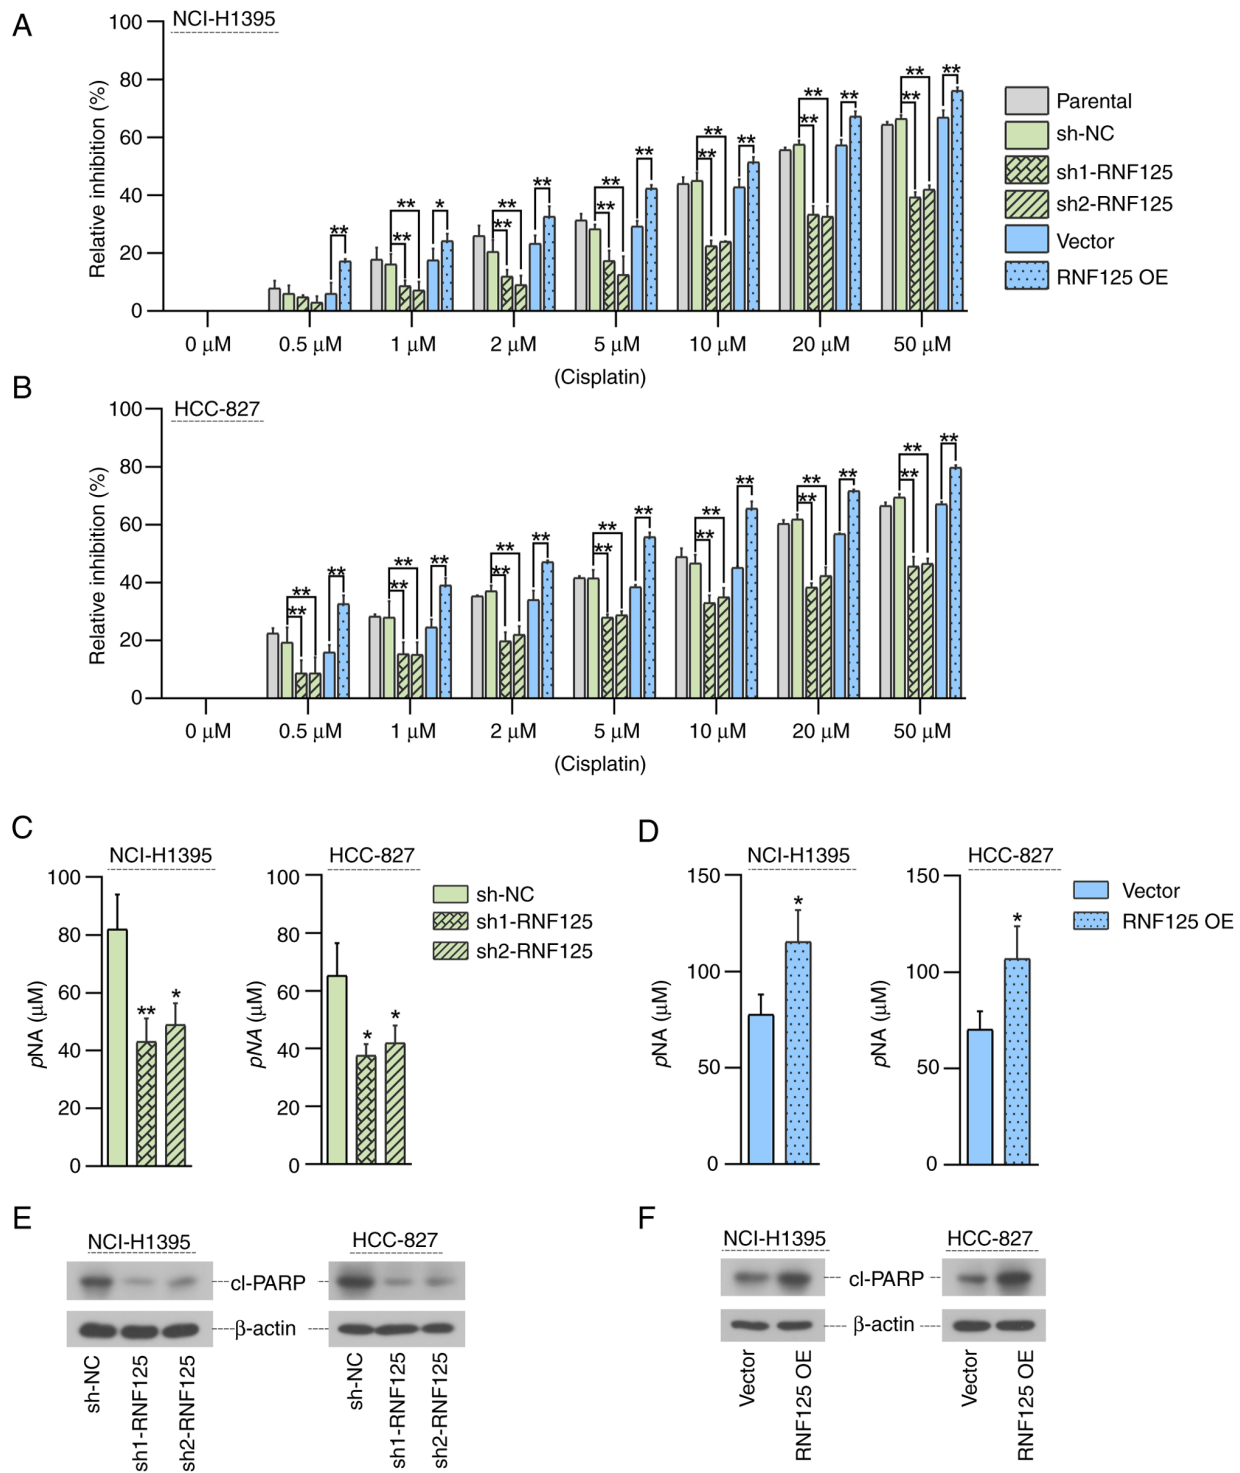 A
NCI-H1395
Relative inhibition (%)
100
80
60
40
20
0
** ** ** * ** ** ** ** ** ** ** ** ** ** ** ** ** ** ** **
0 μM 0.5 μM 1 μM 2 μM 5 μM 10 μM 20 μM 50 μM
(Cisplatin)
Parental
sh-NC
sh1-RNF125
sh2-RNF125
Vector
RNF125 OE
B
HCC-827
Relative inhibition (%)
100
80
60
40
20
0
** ** ** ** ** ** ** ** ** ** ** ** ** ** ** ** ** ** ** ** **
0 μM 0.5 μM 1 μM 2 μM 5 μM 10 μM 20 μM 50 μM
(Cisplatin)
C
NCI-H1395
pNA (μM)
100
80
60
40
20
0
** *
HCC-827
pNA (μM)
100
80
60
40
20
0
* *
sh-NC
sh1-RNF125
sh2-RNF125
D
NCI-H1395
pNA (μM)
150
100
50
0
*
HCC-827
pNA (μM)
150
100
50
0
*
Vector
RNF125 OE
E
NCI-H1395 HCC-827
cl-PARP
β-actin
sh-NC
sh1-RNF125
sh2-RNF125
sh-NC
sh1-RNF125
sh2-RNF125
F
NCI-H1395 HCC-827
cl-PARP
β-actin
Vector
RNF125 OE
Vector
RNF125 OE